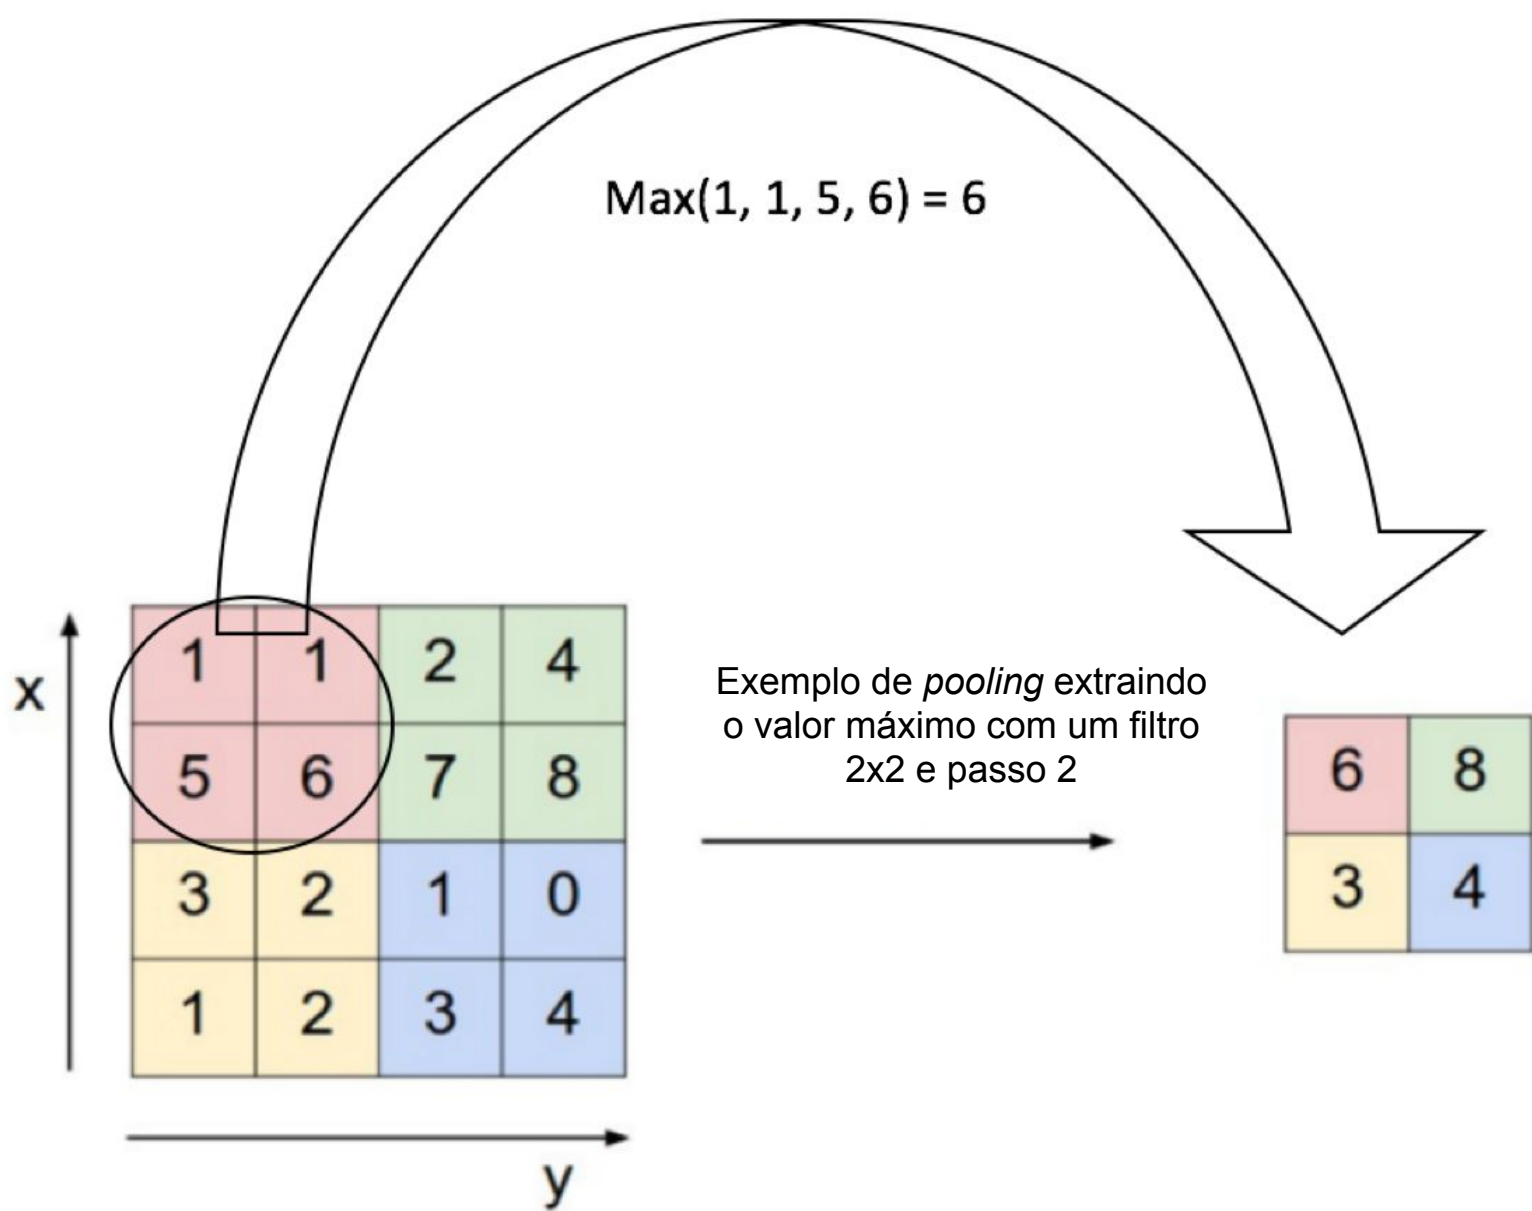 Max(1, 1, 5, 6) = 6
x
1 1 2 4
5 6 7 8
3 2 1 0
1 2 3 4
y
Exemplo de pooling extraindo
o valor máximo com um filtro
2x2 e passo 2
6 8
3 4